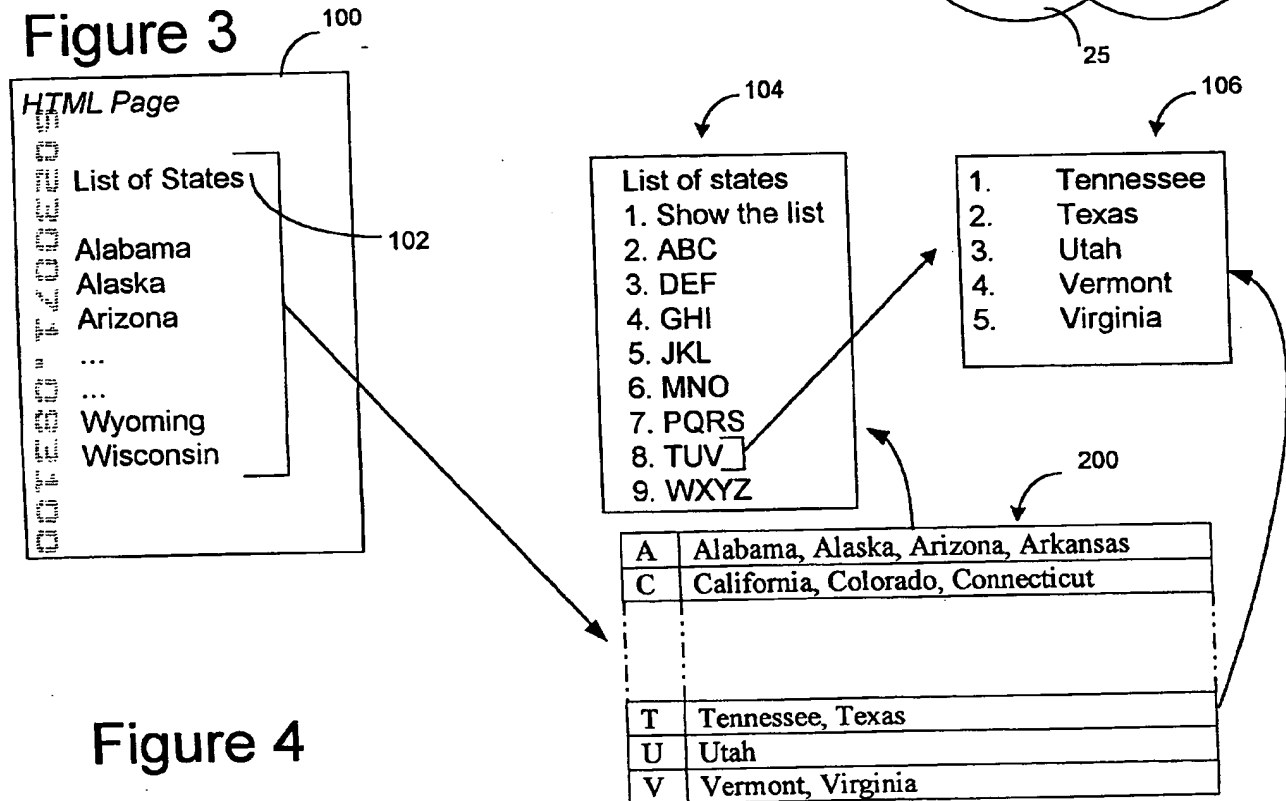 Figure 3
100
25
HTML Page
List of States
102
Alabama
Alaska
Arizona
...
...
Wyoming
Wisconsin
104
List of states
1. Show the list
2. ABC
3. DEF
4. GHI
5. JKL
6. MNO
7. PQRS
8. TUV
9. WXYZ
106
1. Tennessee
2. Texas
3. Utah
4. Vermont
5. Virginia
200
A Alabama, Alaska, Arizona, Arkansas
C California, Colorado, Connecticut
T Tennessee, Texas
U Utah
V Vermont, Virginia
Figure 4